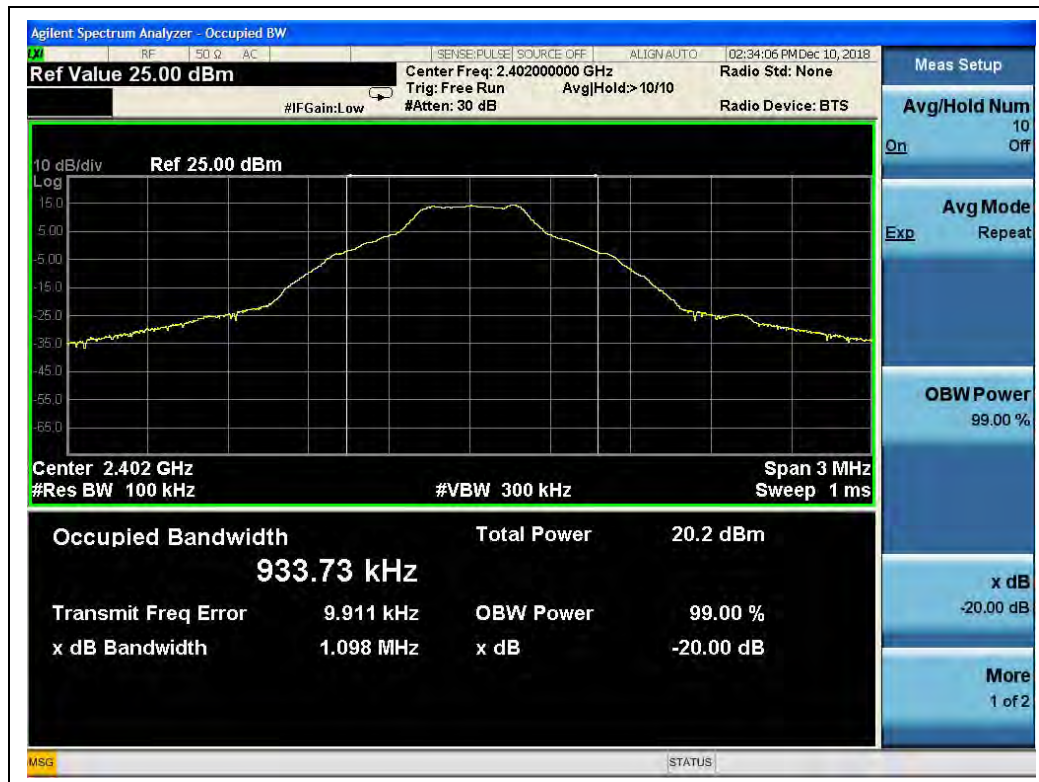 Agilent Spectrum Analyzer - Occupied BW
LXI RF 50 Ω AC SENSE:PULSE SOURCE OFF ALIGN AUTO 02:34:06 PM Dec 10, 2018
Ref Value 25.00 dBm Center Freq: 2.402000000 GHz Radio Std: None
Trig: Free Run Avg|Hold:>10/10
#IFGain:Low #Atten: 30 dB Radio Device: BTS
10 dB/div Ref 25.00 dBm
Log
15.0
5.00
-5.00
-15.0
-25.0
-35.0
-45.0
-55.0
-65.0
Center 2.402 GHz Span 3 MHz
#Res BW 100 kHz #VBW 300 kHz Sweep 1 ms
Occupied Bandwidth Total Power 20.2 dBm
933.73 kHz
Transmit Freq Error 9.911 kHz OBW Power 99.00 %
x dB Bandwidth 1.098 MHz x dB -20.00 dB
Meas Setup
Avg/Hold Num
10
On Off
Avg Mode
Exp Repeat
OBW Power
99.00 %
x dB
-20.00 dB
More
1 of 2
MSG STATUS